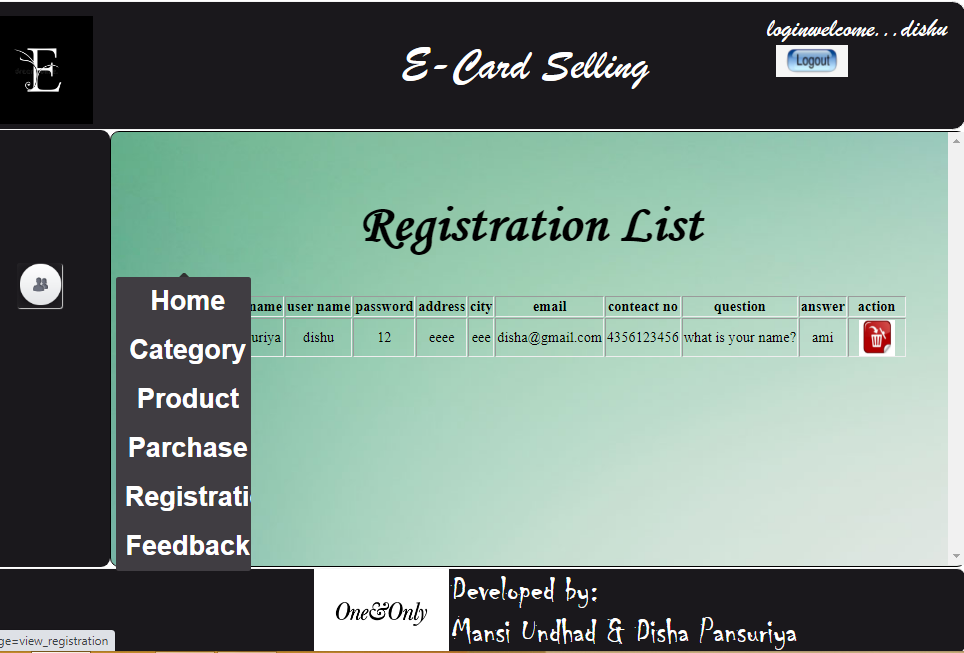 loginwelcome...dishu
E
E-Card Selling
Logout
Registration List
name user name password address city email conteact no question answer action
uriya dishu 12 eeee eee disha@gmail.com 4356123456 what is your name? ami
Home
Category
Product
Parchase
Registrati
Feedback
One&Only
Developed by:
Mansi Undhad & Disha Pansuriya
ge=view_registration